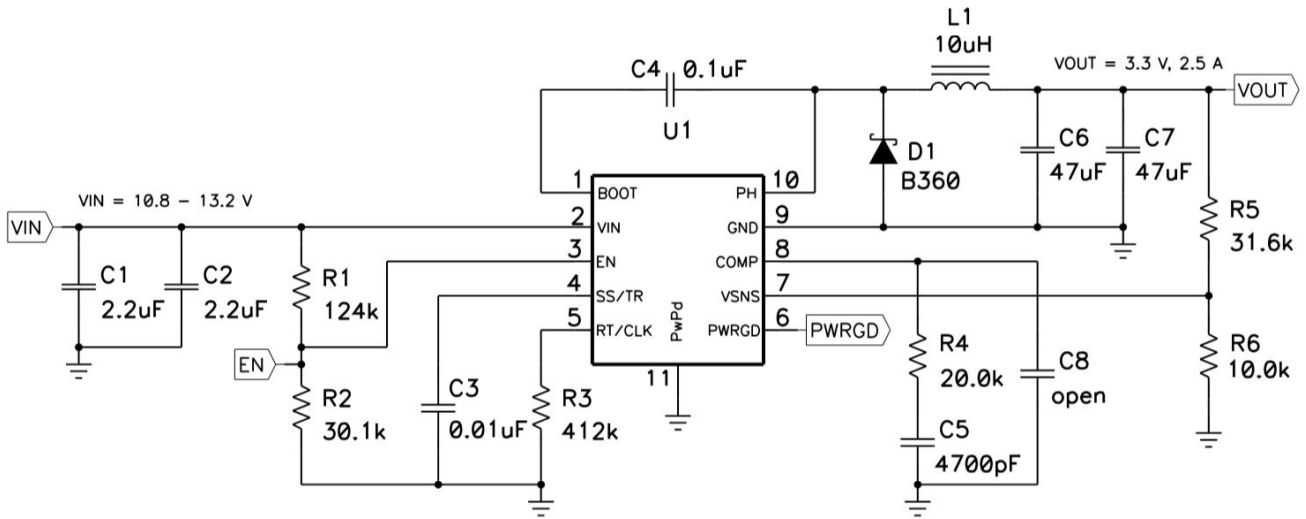 L1
10uH
C4 0.1uF
VOUT = 3.3 V, 2.5 A
VOUT
U1
C6
47uF
C7
47uF
D1
B360
1
BOOT
PH
10
VIN = 10.8 - 13.2 V
VIN
2
VIN
GND
9
R5
31.6k
3
EN
COMP
8
C1
2.2uF
C2
2.2uF
R1
124k
4
SS/TR
VSNS
7
5
RT/CLK
PwPd
PWRGD
6
PWRGD
EN
11
R2
30.1k
C3
0.01uF
R3
412k
R4
20.0k
C8
open
R6
10.0k
C5
4700pF